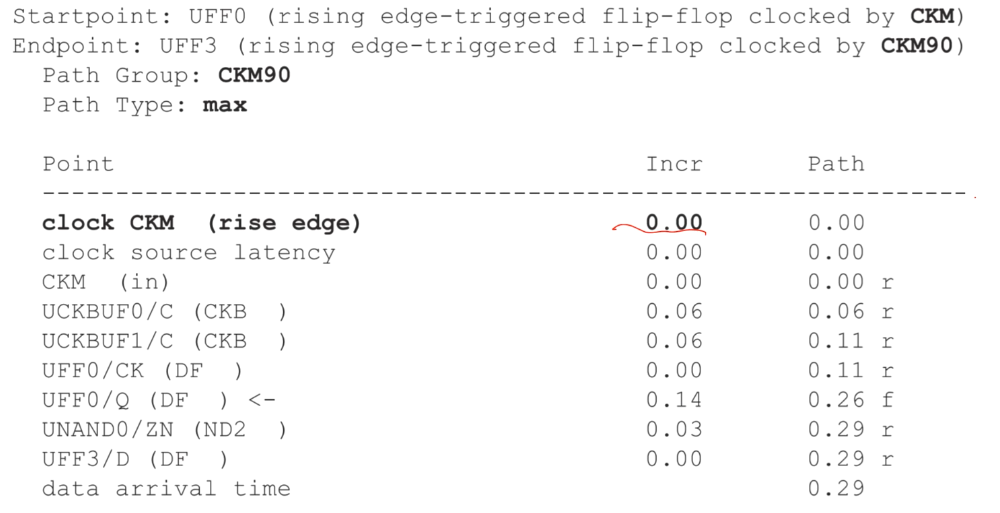 Startpoint: UFF0 (rising edge-triggered flip-flop clocked by CKM)
Endpoint: UFF3 (rising edge-triggered flip-flop clocked by CKM90)
Path Group: CKM90
Path Type: max
Point Incr Path
---------------------------------------------------------------
clock CKM (rise edge) 0.00 0.00
clock source latency 0.00 0.00
CKM (in) 0.00 0.00 r
UCKBUF0/C (CKB ) 0.06 0.06 r
UCKBUF1/C (CKB ) 0.06 0.11 r
UFF0/CK (DF ) 0.00 0.11 r
UFF0/Q (DF ) <- 0.14 0.26 f
UNAND0/ZN (ND2 ) 0.03 0.29 r
UFF3/D (DF ) 0.00 0.29 r
data arrival time 0.29